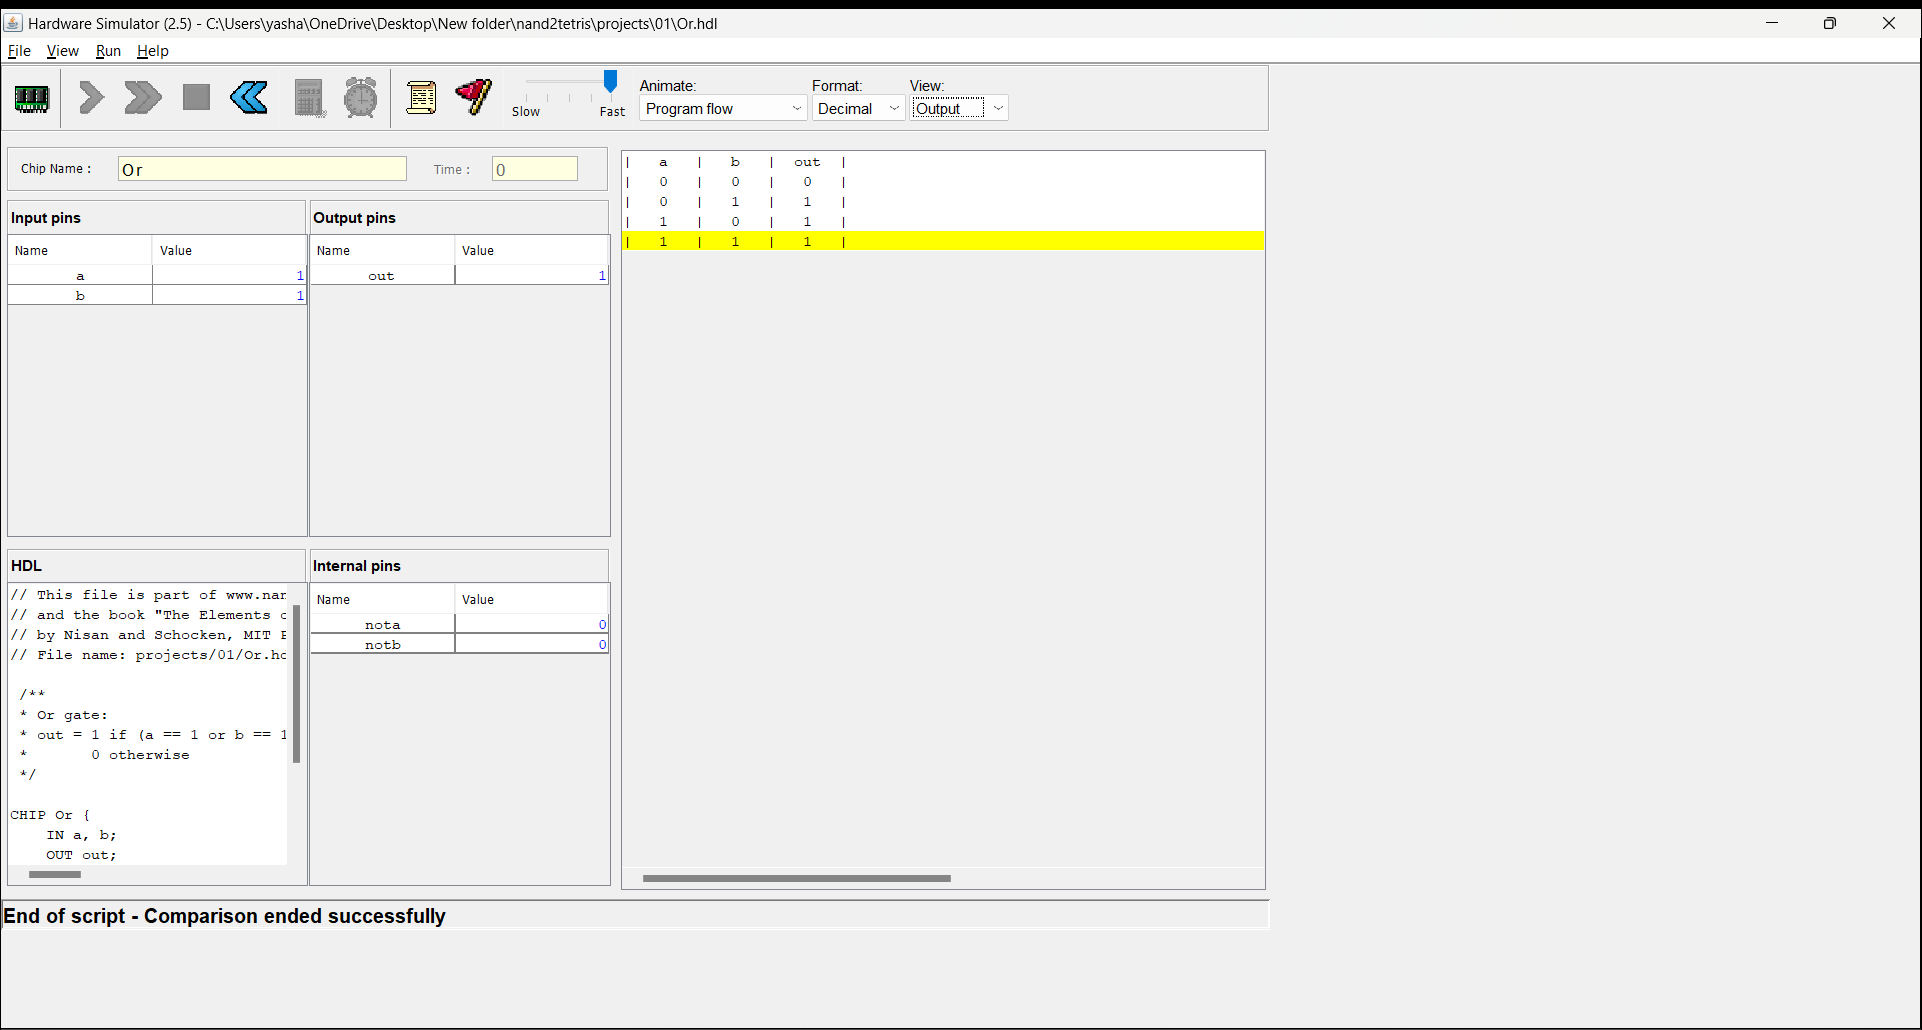 Hardware Simulator (2.5) - C:\Users\yasha\OneDrive\Desktop\New folder\nand2tetris\projects\01\Or.hdl
File View Run Help
Slow Fast
Animate: Format: View:
Program flow Decimal Output
Chip Name : Or Time : 0
Input pins
Name Value
a 1
b 1
Output pins
Name Value
out 1
HDL
// This file is part of www.nan
// and the book "The Elements o
// by Nisan and Schocken, MIT P
// File name: projects/01/Or.hd
/**
* Or gate:
* out = 1 if (a == 1 or b == 1
* 0 otherwise
*/
CHIP Or {
IN a, b;
OUT out;
Internal pins
Name Value
nota 0
notb 0
| a | b | out |
| 0 | 0 | 0 |
| 0 | 1 | 1 |
| 1 | 0 | 1 |
| 1 | 1 | 1 |
End of script - Comparison ended successfully